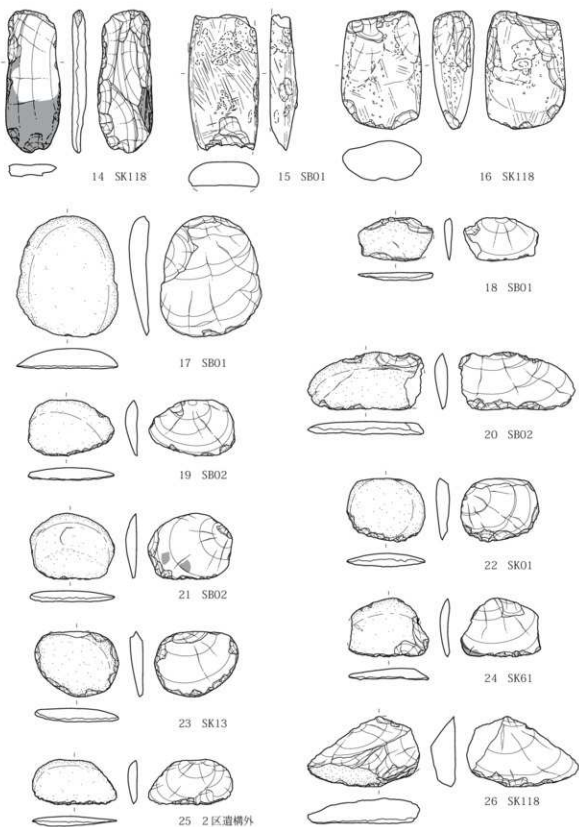 14 SK118
15 SB01
16 SK118
17 SB01
18 SB01
19 SB02
20 SB02
21 SB02
22 SK01
23 SK13
24 SK61
25 2区遺構外
26 SK118